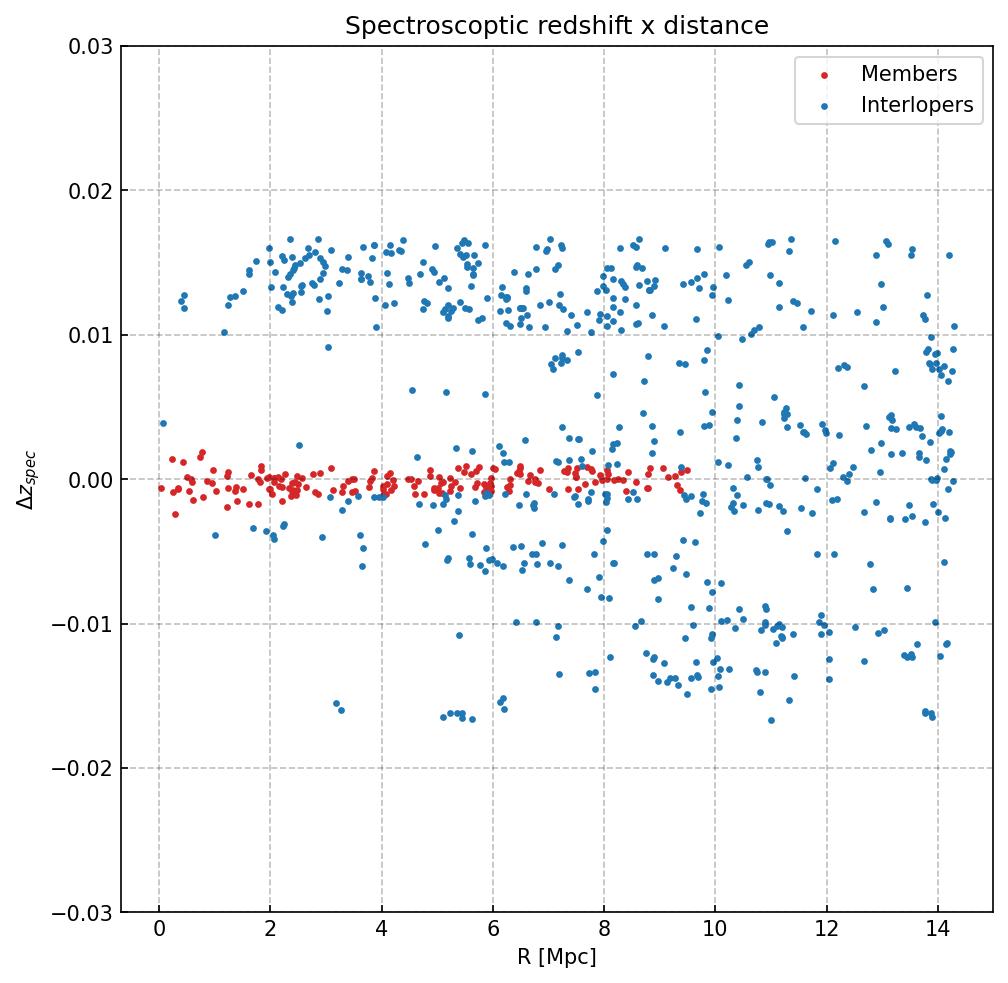 Spectroscoptic redshift x distance
Members
Interlopers
0.03
0.02
0.01
0.00
−0.01
−0.02
−0.03
Δz_spec
0 2 4 6 8 10 12 14
R [Mpc]